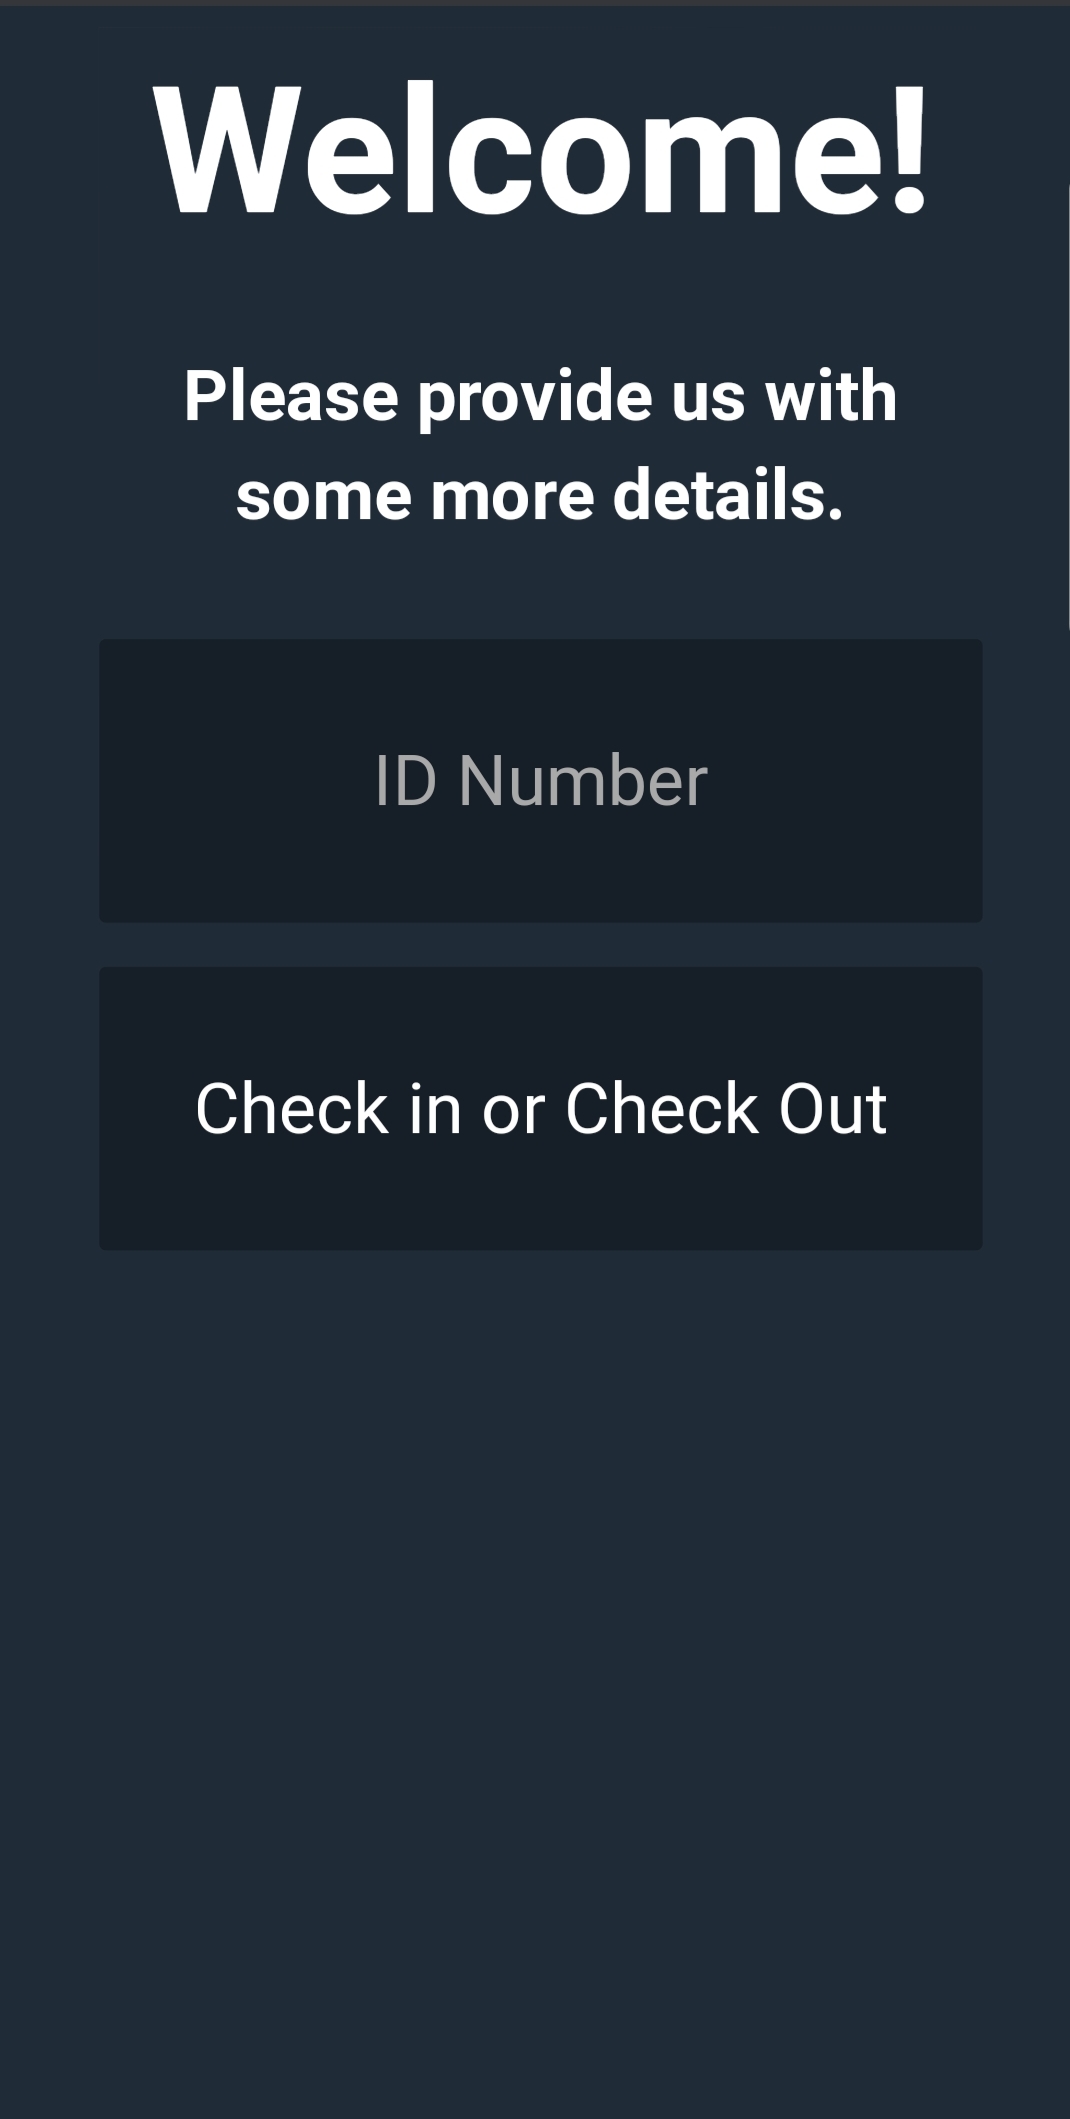 Welcome!
Please provide us with
some more details.
ID Number
Check in or Check Out